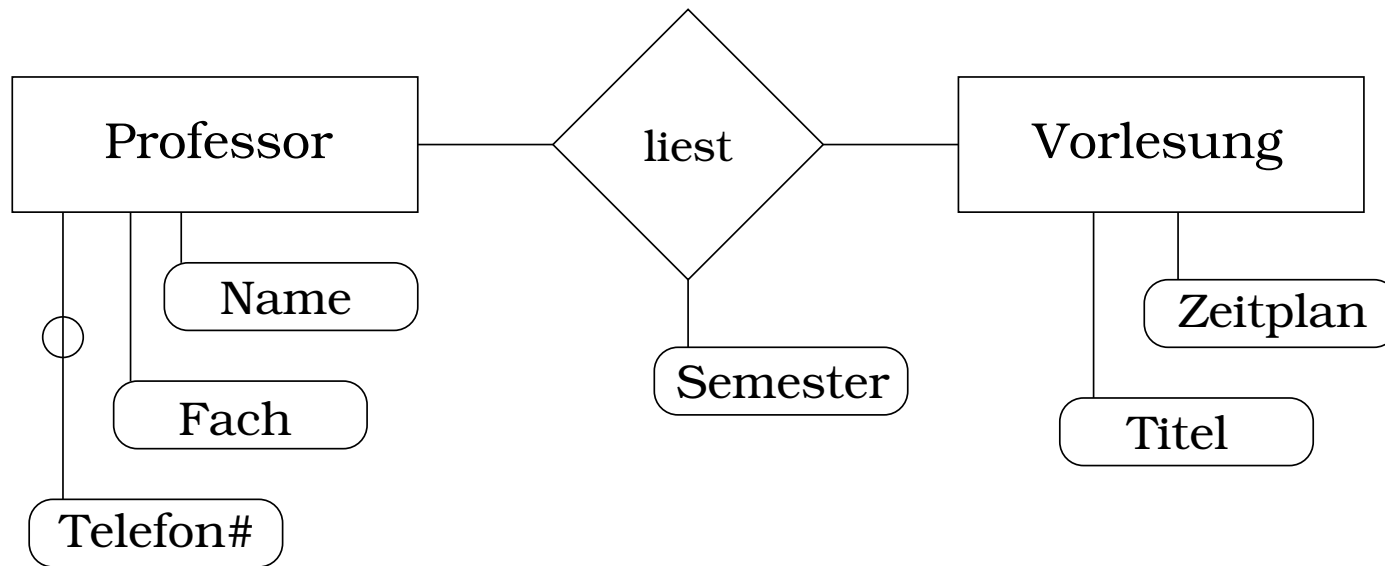 Professor
liest
Vorlesung
Name
Zeitplan
Semester
Fach
Titel
Telefon#